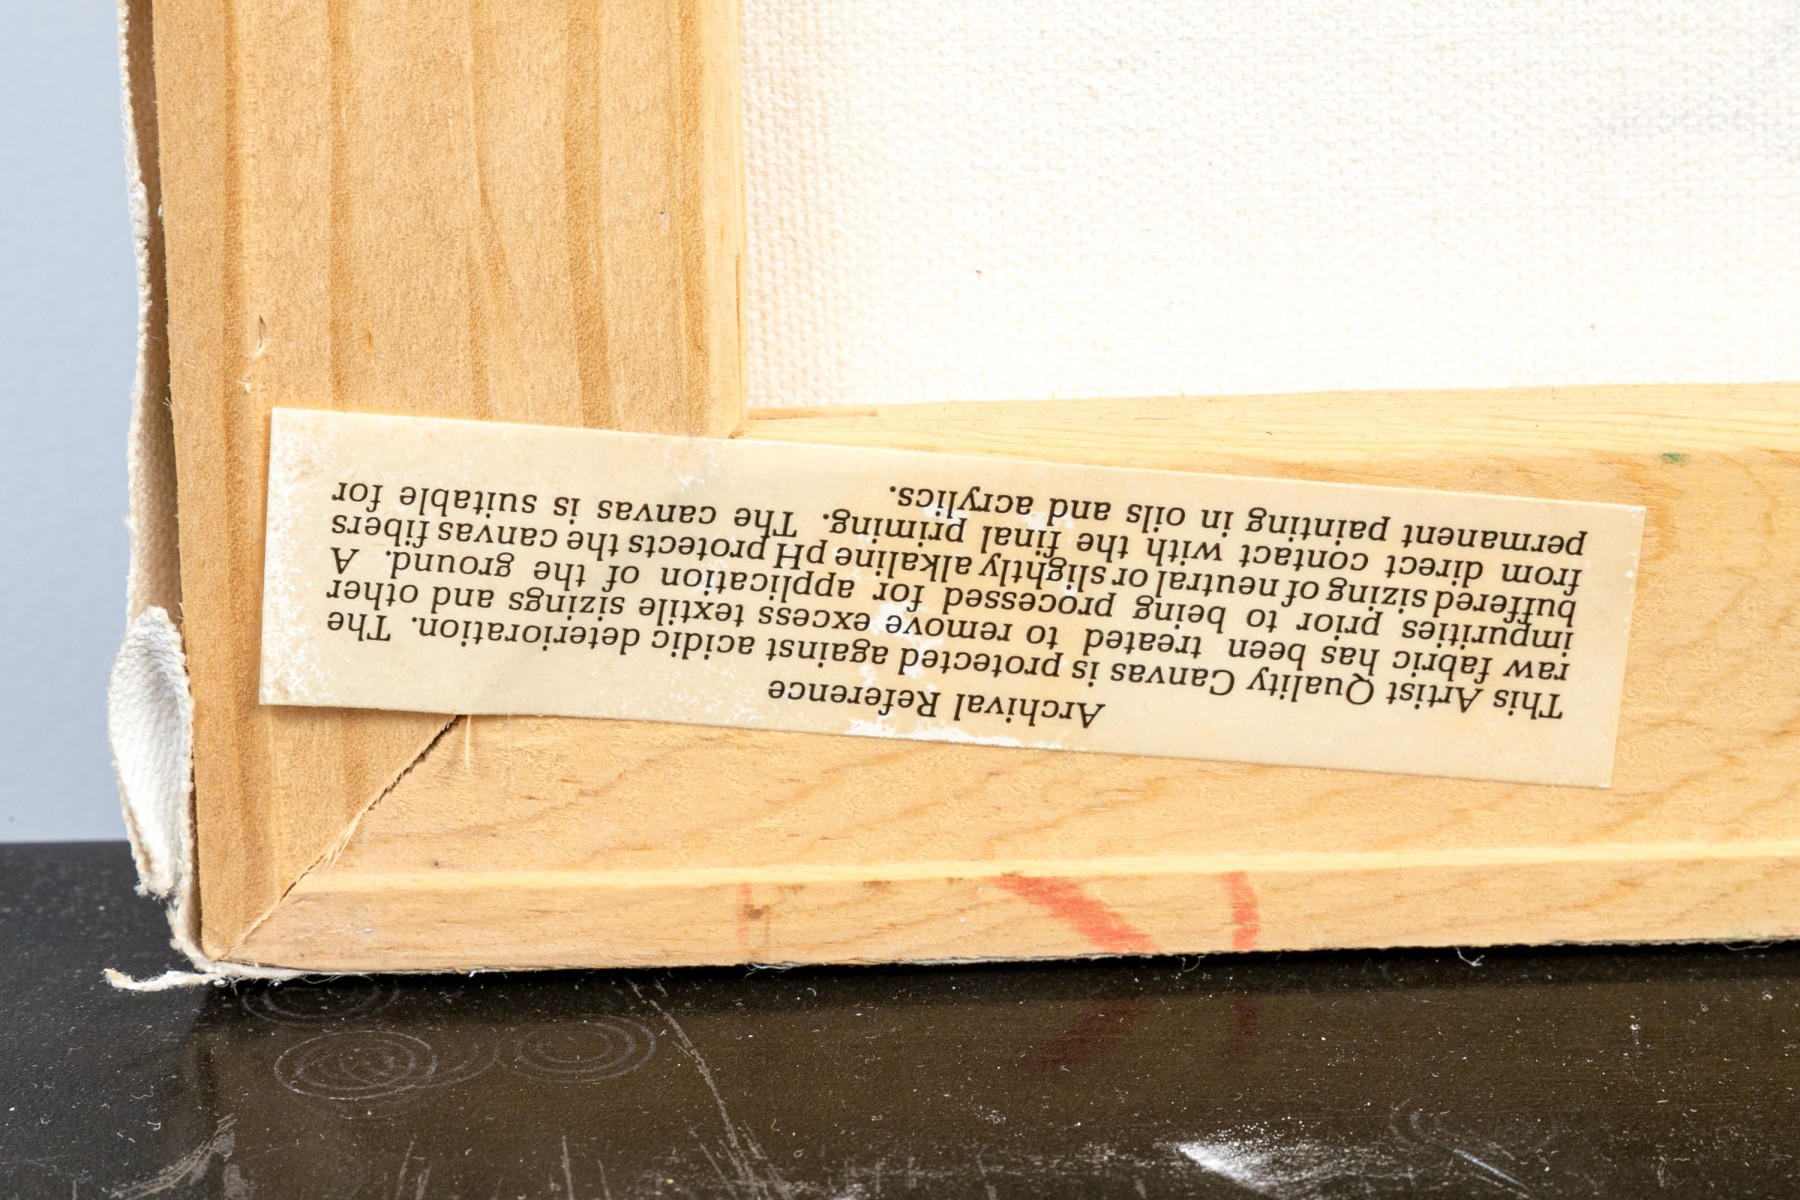 Archival Reference
This Artist Quality Canvas is protected against acidic deterioration. The
raw fabric has been treated to remove excess textile sizings and other
impurities prior to being processed for application of the ground. A
buffered sizing of neutral or slightly alkaline pH protects the canvas fibers
from direct contact with the final priming. The canvas is suitable for
permanent painting in oils and acrylics.